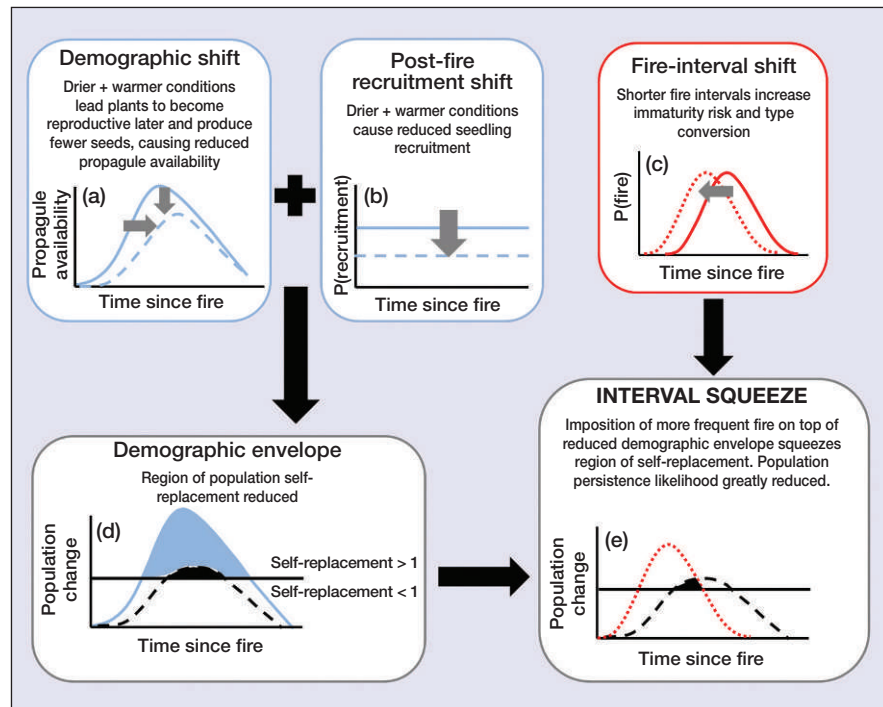 Demographic shift
Drier + warmer conditions
lead plants to become
reproductive later and produce
fewer seeds, causing reduced
propagule availability
(a)
Propagule
availability
Time since fire
Post-fire
recruitment shift
Drier + warmer conditions
cause reduced seedling
recruitment
(b)
P(recruitment)
Time since fire
Fire-interval shift
Shorter fire intervals increase
immaturity risk and type
conversion
(c)
P(fire)
Time since fire
Demographic envelope
Region of population self-
replacement reduced
(d)
Population
change
Self-replacement > 1
Self-replacement < 1
Time since fire
INTERVAL SQUEEZE
Imposition of more frequent fire on top of
reduced demographic envelope squeezes
region of self-replacement. Population
persistence likelihood greatly reduced.
(e)
Population
change
Time since fire